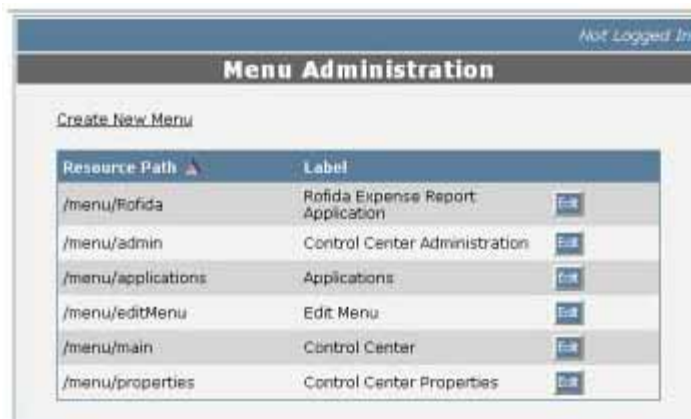 Not Logged In
Menu Administration
Create New Menu
Resource Path Label
/menu/Rofida Rofida Expense Report Application Edit
/menu/admin Control Center Administration Edit
/menu/applications Applications Edit
/menu/editMenu Edit Menu Edit
/menu/main Control Center Edit
/menu/properties Control Center Properties Edit